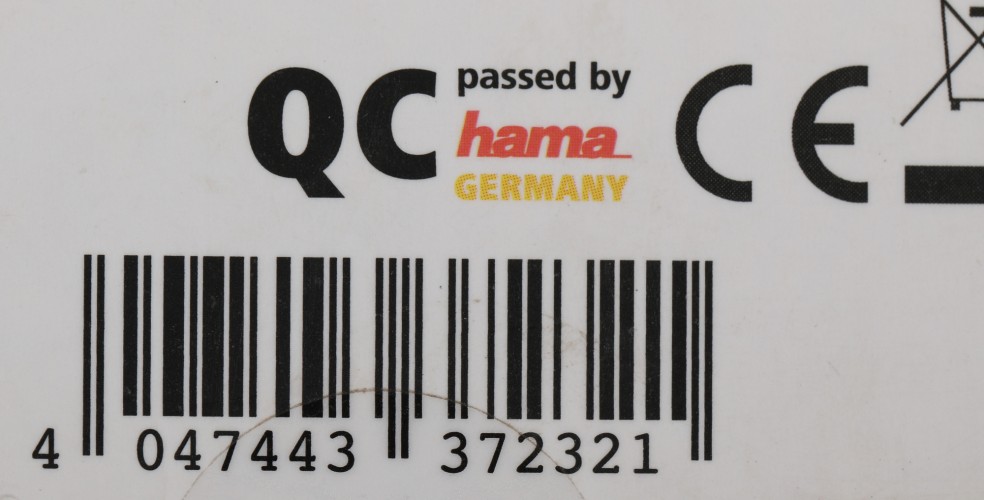 QC passed by
hama
GERMANY
CE
4 047443 372321